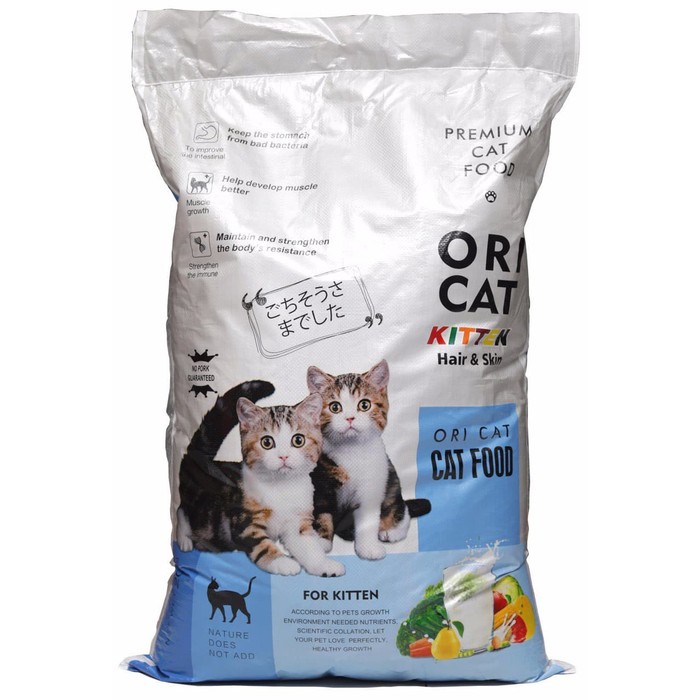 Keep the stomach
from bad bacteria
To improve
intestinal
Help develop muscle
better
Muscle
growth
Maintain and strengthen
the body's resistance
Strengthen
the immune
PREMIUM
CAT
FOOD
ORI
CAT
KITTEN
Hair & Skin
“ごちそうさ
までした”
NO PORK
GUARANTEED
ORI CAT
CAT FOOD
NATURE
DOES
NOT ADD
FOR KITTEN
ACCORDING TO PETS GROWTH
ENVIRONMENT NEEDED NUTRIENTS,
SCIENTIFIC COLLATION, LET
YOUR PET LOVE PERFECTLY,
HEALTHY GROWTH